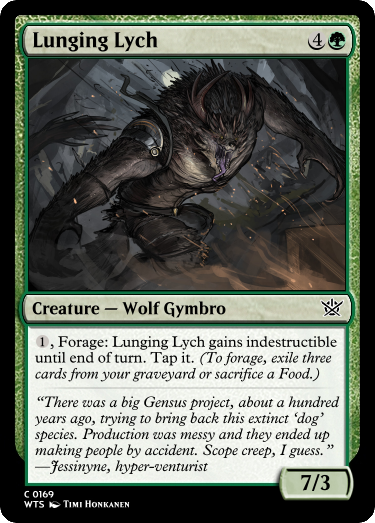 Lunging Lych 4
Creature — Wolf Gymbro
1, Forage: Lunging Lych gains indestructible
until end of turn. Tap it. (To forage, exile three
cards from your graveyard or sacrifice a Food.)
“There was a big Gensus project, about a hundred
years ago, trying to bring back this extinct ‘dog’
species. Production was messy and they ended up
making people by accident. Scope creep, I guess.”
—Jessinyne, hyper-venturist
7/3
C 0169
WTS Timi Honkanen